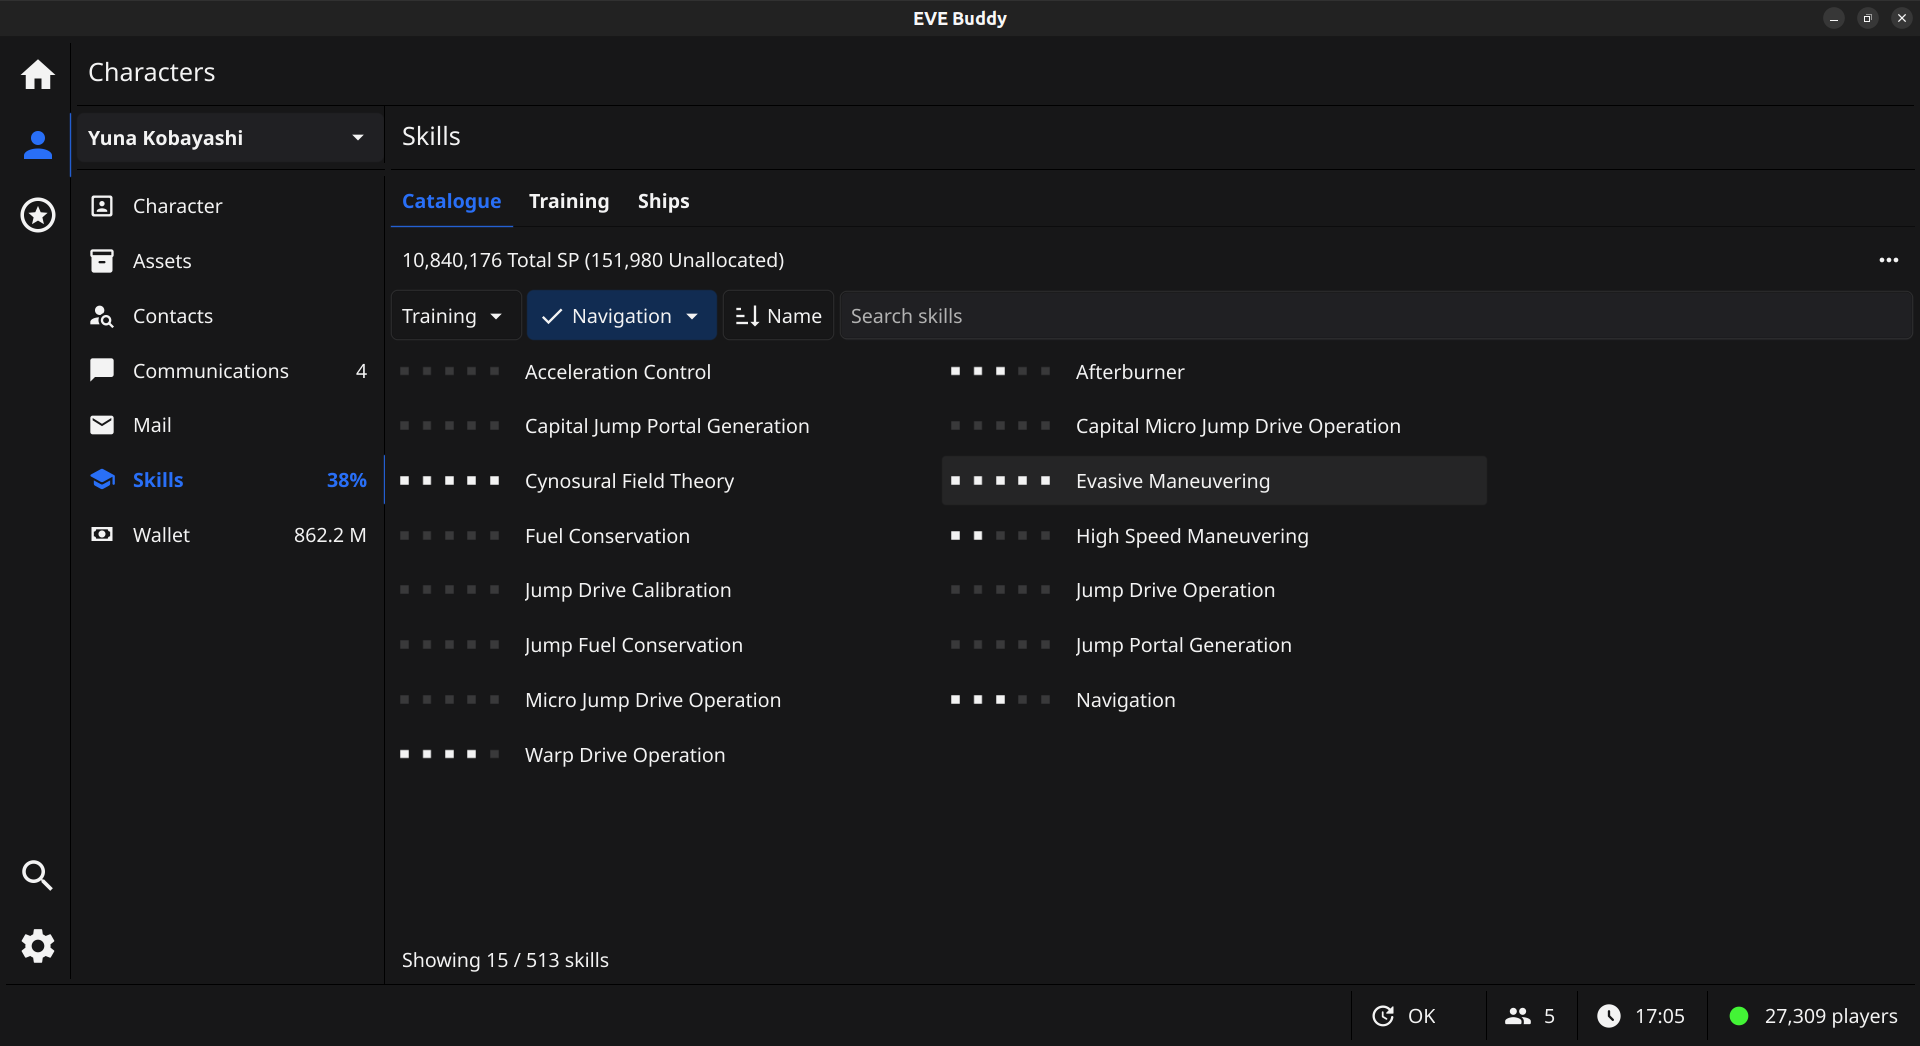 EVE Buddy
Characters
Yuna Kobayashi
Character
Assets
Contacts
Communications 4
Mail
Skills 38%
Wallet 862.2 M
Skills
Catalogue Training Ships
10,840,176 Total SP (151,980 Unallocated)
Training Navigation Name Search skills
Acceleration Control Afterburner
Capital Jump Portal Generation Capital Micro Jump Drive Operation
Cynosural Field Theory Evasive Maneuvering
Fuel Conservation High Speed Maneuvering
Jump Drive Calibration Jump Drive Operation
Jump Fuel Conservation Jump Portal Generation
Micro Jump Drive Operation Navigation
Warp Drive Operation
Showing 15 / 513 skills
OK 5 17:05 27,309 players